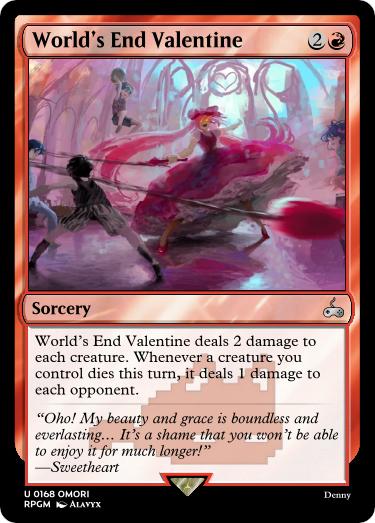 World's End Valentine 2
Sorcery
World's End Valentine deals 2 damage to
each creature. Whenever a creature you
control dies this turn, it deals 1 damage to
each opponent.
“Oho! My beauty and grace is boundless and
everlasting… It's a shame that you won't be able
to enjoy it for much longer!”
—Sweetheart
U 0168 OMORI
RPGM ALAVYX
Denny